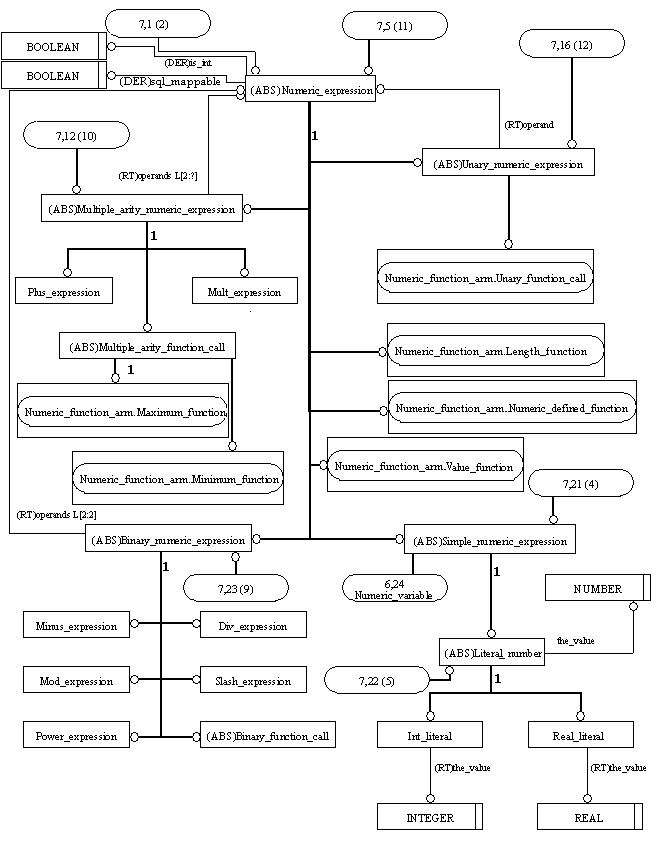 7,1 (2)
7,5 (11)
7,16 (12)
BOOLEAN
(DER)is_int
BOOLEAN
(DER)sql_mappable
(ABS)Numeric_expression
7,12 (10)
1
(RT)operand
(ABS)Unary_numeric_expression
(RT)operands L[2:?]
(ABS)Multiple_arity_numeric_expression
1
Numeric_function_arm.Unary_function_call
Plus_expression
Mult_expression
(ABS)Multiple_arity_function_call
Numeric_function_arm.Length_function
1
Numeric_function_arm.Maximum_function
Numeric_function_arm.Numeric_defined_function
Numeric_function_arm.Minimum_function
Numeric_function_arm.Value_function
7,21 (4)
(RT)operands L[2:2]
(ABS)Binary_numeric_expression
(ABS)Simple_numeric_expression
1
1
7,23 (9)
6,24
Numeric_variable
NUMBER
Minus_expression
Div_expression
the_value
(ABS)Literal_number
Mod_expression
Slash_expression
7,22 (5)
1
Power_expression
(ABS)Binary_function_call
Int_literal
Real_literal
(RT)the_value
(RT)the_value
INTEGER
REAL